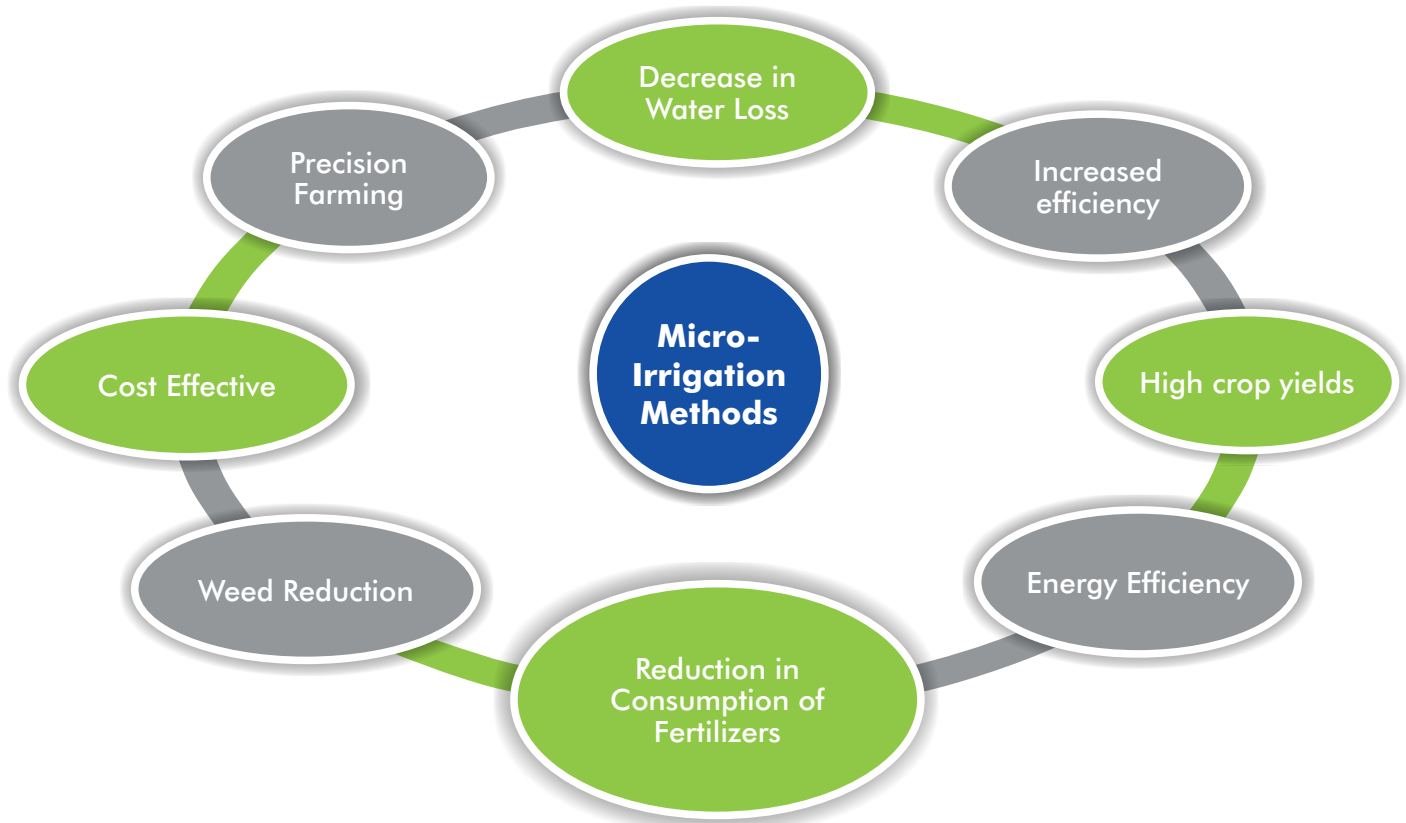 Decrease in
Water Loss
Increased
efficiency
High crop yields
Energy Efficiency
Reduction in
Consumption of
Fertilizers
Weed Reduction
Cost Effective
Precision
Farming
Micro-
Irrigation
Methods